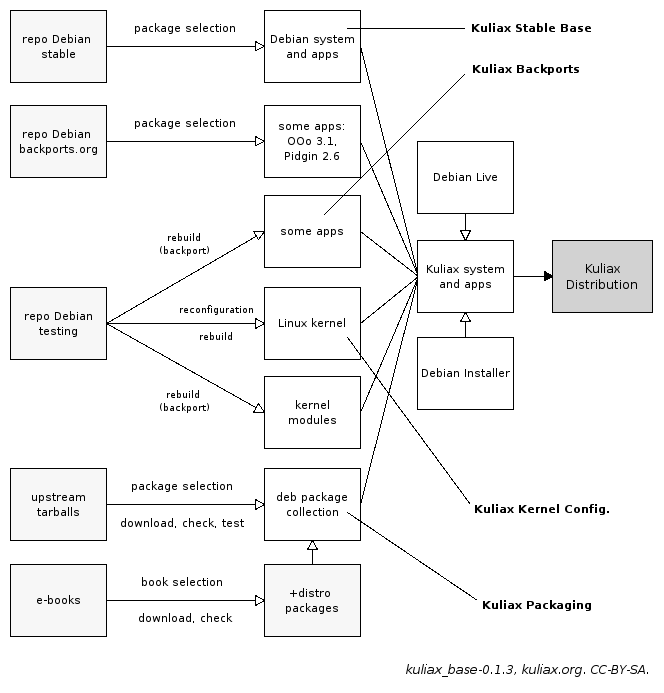 repo Debian
stable
package selection
Debian system
and apps
Kuliax Stable Base
Kuliax Backports
repo Debian
backports.org
package selection
some apps:
OOo 3.1,
Pidgin 2.6
Debian Live
rebuild
(backport)
some apps
Kuliax system
and apps
Kuliax
Distribution
repo Debian
testing
reconfiguration
rebuild
Linux kernel
Debian Installer
rebuild
(backport)
kernel
modules
upstream
tarballs
package selection
download, check, test
deb package
collection
Kuliax Kernel Config.
e-books
book selection
download, check
+distro
packages
Kuliax Packaging
kuliax_base-0.1.3, kuliax.org. CC-BY-SA.